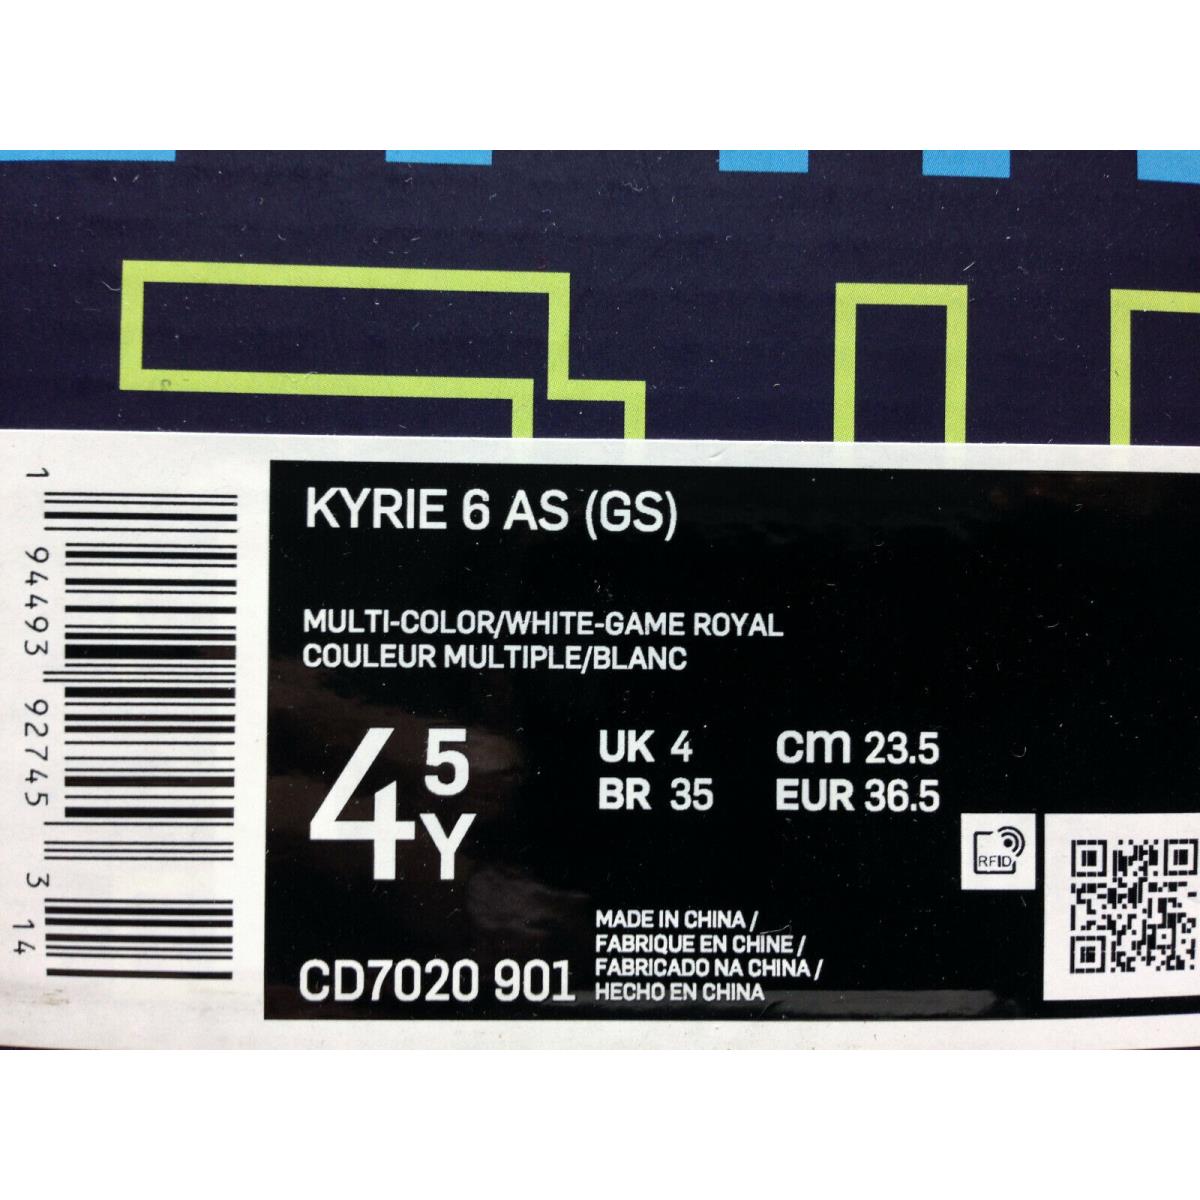 KYRIE 6 AS (GS)
MULTI-COLOR/WHITE-GAME ROYAL
COULEUR MULTIPLE/BLANC
4 5
Y
UK 4
BR 35
cm 23.5
EUR 36.5
RFID
MADE IN CHINA /
FABRIQUE EN CHINE /
FABRICADO NA CHINA /
HECHO EN CHINA
CD7020 901
1 94493 92745 3 14